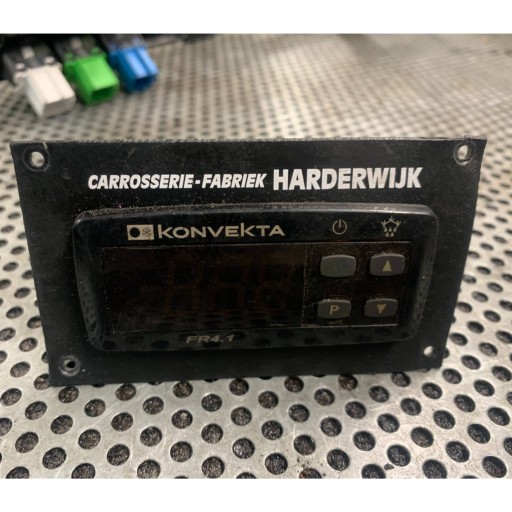 CARROSSERIE-FABRIEK HARDERWIJK
KONVEKTA
P
FR4.1